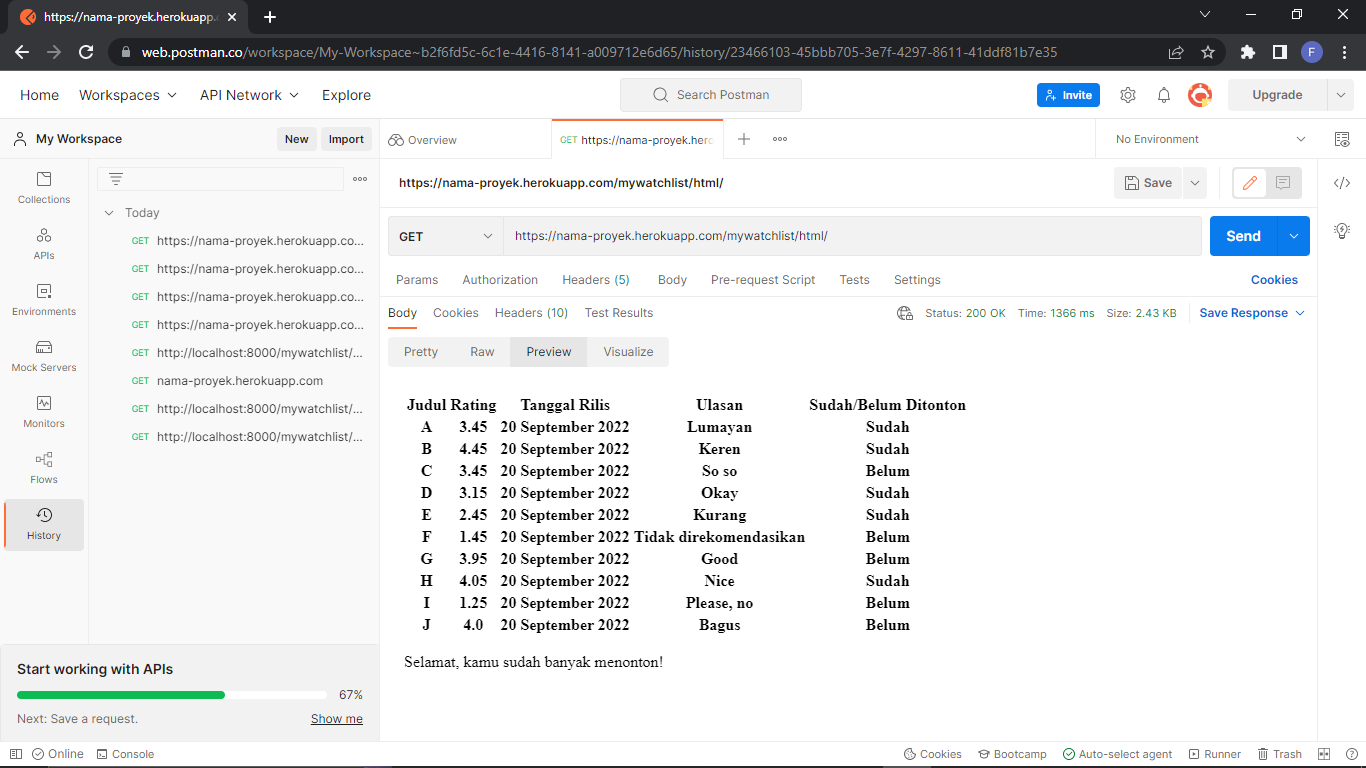 https://nama-proyek.herokuapp.c
web.postman.co/workspace/My-Workspace~b2f6fd5c-6c1e-4416-8141-a009712e6d65/history/23466103-45bbb705-3e7f-4297-8611-41ddf81b7e35
F
Home Workspaces API Network Explore
Search Postman
Invite
Upgrade
My Workspace
New Import
Overview
GET https://nama-proyek.herc
No Environment
Collections
APIs
Environments
Mock Servers
Monitors
Flows
History
Today
GET https://nama-proyek.herokuapp.co...
GET https://nama-proyek.herokuapp.co...
GET https://nama-proyek.herokuapp.co...
GET https://nama-proyek.herokuapp.co...
GET http://localhost:8000/mywatchlist/...
GET nama-proyek.herokuapp.com
GET http://localhost:8000/mywatchlist/...
GET http://localhost:8000/mywatchlist/...
https://nama-proyek.herokuapp.com/mywatchlist/html/
Save
GET https://nama-proyek.herokuapp.com/mywatchlist/html/
Send
Params Authorization Headers (5) Body Pre-request Script Tests Settings
Cookies
Body Cookies Headers (10) Test Results
Status: 200 OK Time: 1366 ms Size: 2.43 KB
Save Response
Pretty Raw Preview Visualize
Judul Rating Tanggal Rilis Ulasan Sudah/Belum Ditonton
A 3.45 20 September 2022 Lumayan Sudah
B 4.45 20 September 2022 Keren Sudah
C 3.45 20 September 2022 So so Belum
D 3.15 20 September 2022 Okay Sudah
E 2.45 20 September 2022 Kurang Sudah
F 1.45 20 September 2022 Tidak direkomendasikan Belum
G 3.95 20 September 2022 Good Belum
H 4.05 20 September 2022 Nice Sudah
I 1.25 20 September 2022 Please, no Belum
J 4.0 20 September 2022 Bagus Belum
Selamat, kamu sudah banyak menonton!
Start working with APIs
67%
Next: Save a request. Show me
Online Console
Cookies Bootcamp Auto-select agent Runner Trash